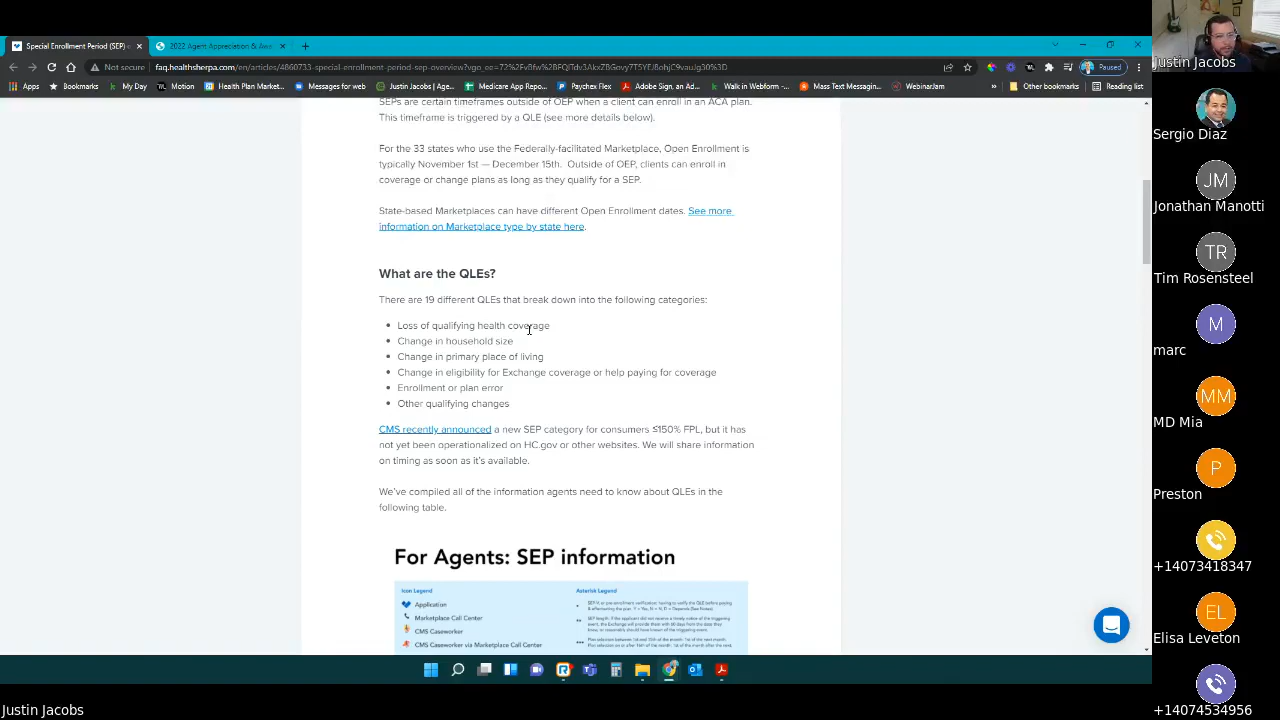 Special Enrollment Period (SEP)
2022 Agent Appreciation & Awa
Not secure
faq.healthsherpa.com/en/articles/4860733-special-enrollment-period-sep-overview
Paused
Apps
Bookmarks
My Day
Motion
Health Plan Market...
Messages for web
Justin Jacobs | Age...
Medicare App Repo...
Paychex Flex
Adobe Sign, an Ad...
Walk in Webform -...
Mass Text Messagin...
WebinarJam
»
Other bookmarks
Reading list
SEPs are certain timeframes outside of OEP when a client can enroll in an ACA plan.
This timeframe is triggered by a QLE (see more details below).
For the 33 states who use the Federally-facilitated Marketplace, Open Enrollment is
typically November 1st — December 15th. Outside of OEP, clients can enroll in
coverage or change plans as long as they qualify for a SEP.
State-based Marketplaces can have different Open Enrollment dates. See more
information on Marketplace type by state here.
What are the QLEs?
There are 19 different QLEs that break down into the following categories:
• Loss of qualifying health coverage
• Change in household size
• Change in primary place of living
• Change in eligibility for Exchange coverage or help paying for coverage
• Enrollment or plan error
• Other qualifying changes
CMS recently announced a new SEP category for consumers ≤150% FPL, but it has
not yet been operationalized on HC.gov or other websites. We will share information
on timing as soon as it's available.
We've compiled all of the information agents need to know about QLEs in the
following table.
For Agents: SEP information
Icon Legend
Application
Marketplace Call Center
CMS Caseworker
CMS Caseworker via Marketplace Call Center
Asterisk Legend
Justin Jacobs
Sergio Diaz
JM
Jonathan Manotti
TR
Tim Rosensteel
M
marc
MM
MD Mia
P
Preston
+14073418347
EL
Elisa Leveton
+14074534956
Justin Jacobs